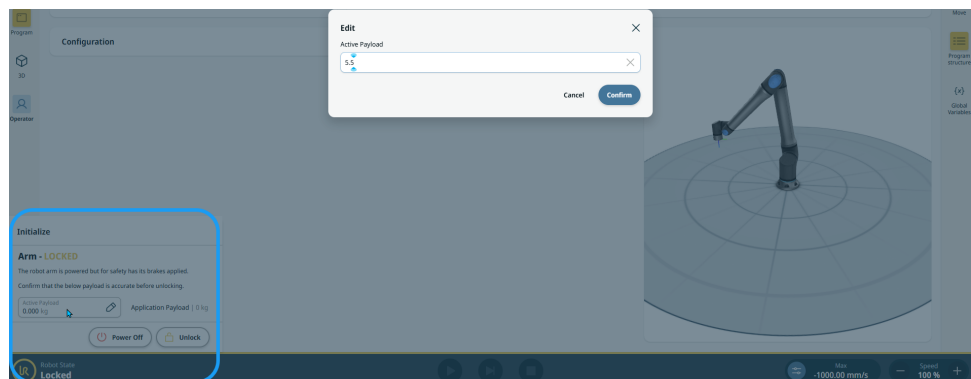 Edit
Active Payload
5.5
Cancel
Confirm
Program
Configuration
3D
Operator
Move
Program
structure
{x}
Global
Variables
Initialize
Arm - LOCKED
The robot arm is powered but for safety has its brakes applied.
Confirm that the below payload is accurate before unlocking.
Active Payload
0.000 kg
Application Payload | 0 kg
Power Off
Unlock
Robot State
Locked
Max
-1000.00 mm/s
Speed
100 %